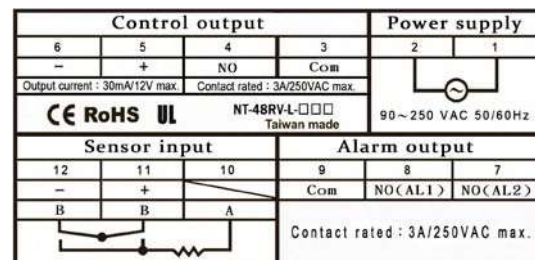 Control output
Power supply
6 5 4 3 2 1
− + NO Com
Output current : 30mA/12V max. Contact rated : 3A/250VAC max.
CE RoHS UL
NT-48RV-L-□□□
Taiwan made
90~250 VAC 50/60Hz
Sensor input
Alarm output
12 11 10 9 8 7
− + Com NO(AL1) NO(AL2)
B B A
Contact rated : 3A/250VAC max.